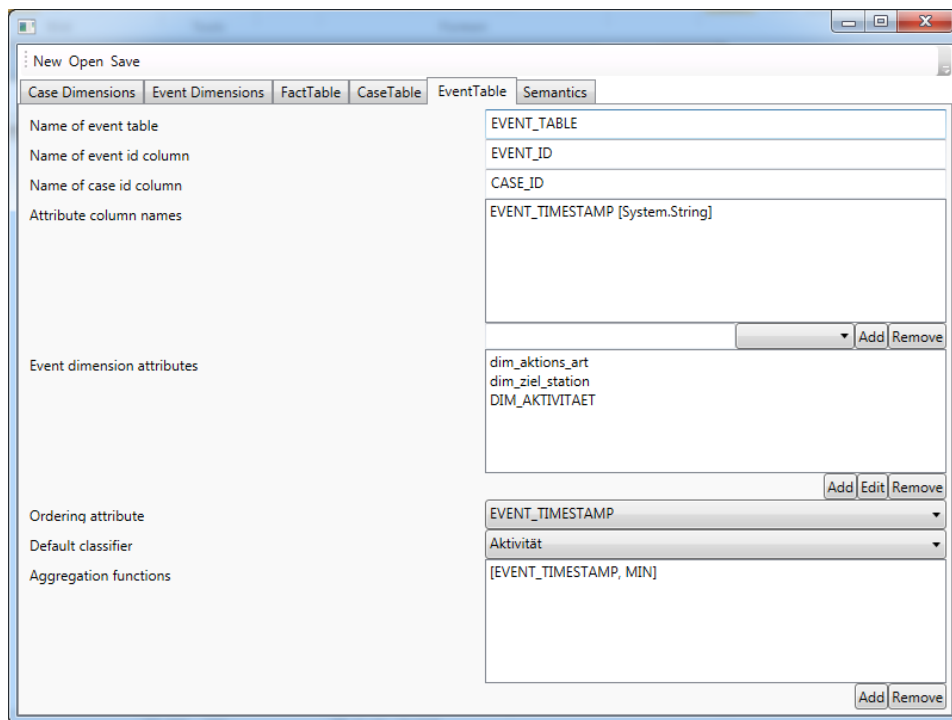 New Open Save
Case Dimensions Event Dimensions FactTable CaseTable EventTable Semantics
Name of event table EVENT_TABLE
Name of event id column EVENT_ID
Name of case id column CASE_ID
Attribute column names EVENT_TIMESTAMP [System.String]
Add Remove
Event dimension attributes dim_aktions_art
dim_ziel_station
DIM_AKTIVITAET
Add Edit Remove
Ordering attribute EVENT_TIMESTAMP
Default classifier Aktivität
Aggregation functions [EVENT_TIMESTAMP, MIN]
Add Remove